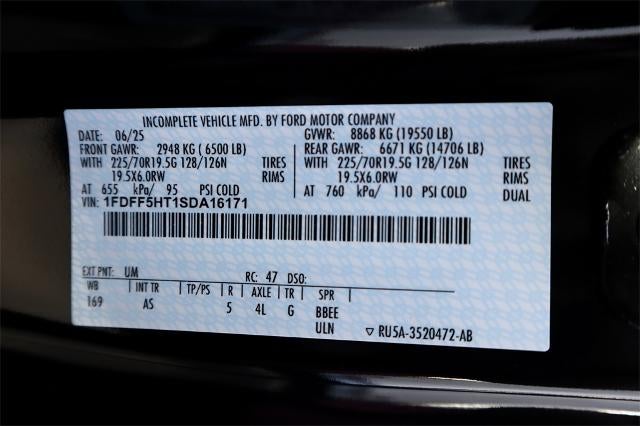 INCOMPLETE VEHICLE MFD. BY FORD MOTOR COMPANY
DATE: 06/25 GVWR: 8868 KG (19550 LB)
FRONT GAWR: 2948 KG ( 6500 LB) REAR GAWR: 6671 KG (14706 LB)
WITH 225/70R19.5G 128/126N TIRES WITH 225/70R19.5G 128/126N TIRES
19.5X6.0RW RIMS 19.5X6.0RW RIMS
AT 655 kPa/ 95 PSI COLD AT 760 kPa/ 110 PSI COLD DUAL
VIN: 1FDFF5HT1SDA16171
EXT PNT: UM RC: 47 DSO:
WB INT TR TP/PS R AXLE TR SPR
169 AS 5 4L G BBEE
ULN RU5A-3520472-AB